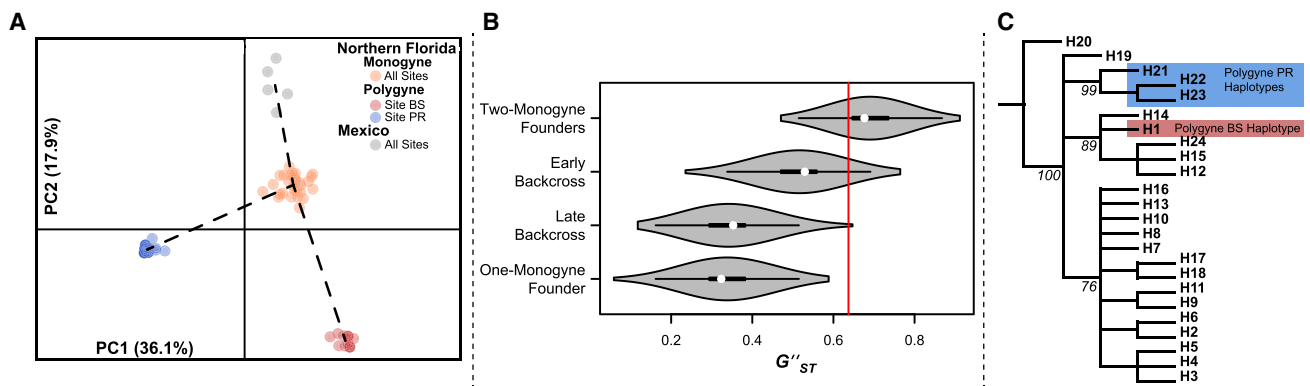 A
Northern Florida
Monogyne
All Sites
Polygyne
Site BS
Site PR
Mexico
All Sites
PC2 (17.9%)
PC1 (36.1%)
B
Two-Monogyne
Founders
Early
Backcross
Late
Backcross
One-Monogyne
Founder
0.2 0.4 0.6 0.8
G''ST
C
H20
H19
H21
H22
H23
Polygyne PR
Haplotypes
99
H14
H1 Polygyne BS Haplotype
H24
H15
H12
89
100
H16
H13
H10
H8
H7
H17
H18
76
H11
H9
H6
H2
H5
H4
H3